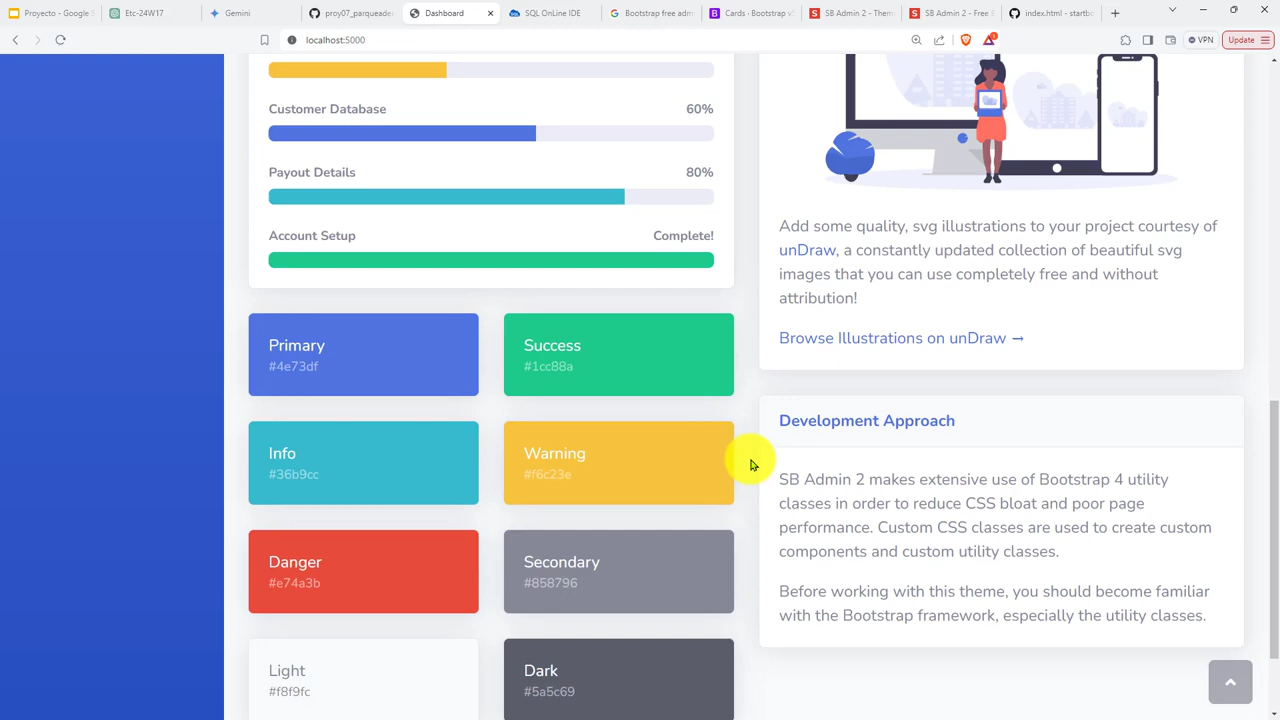 Proyecto - Google S
Etc-24W17
Gemini
proy07_parqueade
Dashboard
SQL OnLine IDE
Bootstrap free adm
Cards · Bootstrap v5
SB Admin 2 - Them
SB Admin 2 - Free B
index.html - startbo
localhost:5000
VPN
Update
Customer Database 60%
Payout Details 80%
Account Setup Complete!
Primary
#4e73df
Success
#1cc88a
Info
#36b9cc
Warning
#f6c23e
Danger
#e74a3b
Secondary
#858796
Light
#f8f9fc
Dark
#5a5c69
Add some quality, svg illustrations to your project courtesy of
unDraw, a constantly updated collection of beautiful svg
images that you can use completely free and without
attribution!
Browse Illustrations on unDraw →
Development Approach
SB Admin 2 makes extensive use of Bootstrap 4 utility
classes in order to reduce CSS bloat and poor page
performance. Custom CSS classes are used to create custom
components and custom utility classes.
Before working with this theme, you should become familiar
with the Bootstrap framework, especially the utility classes.